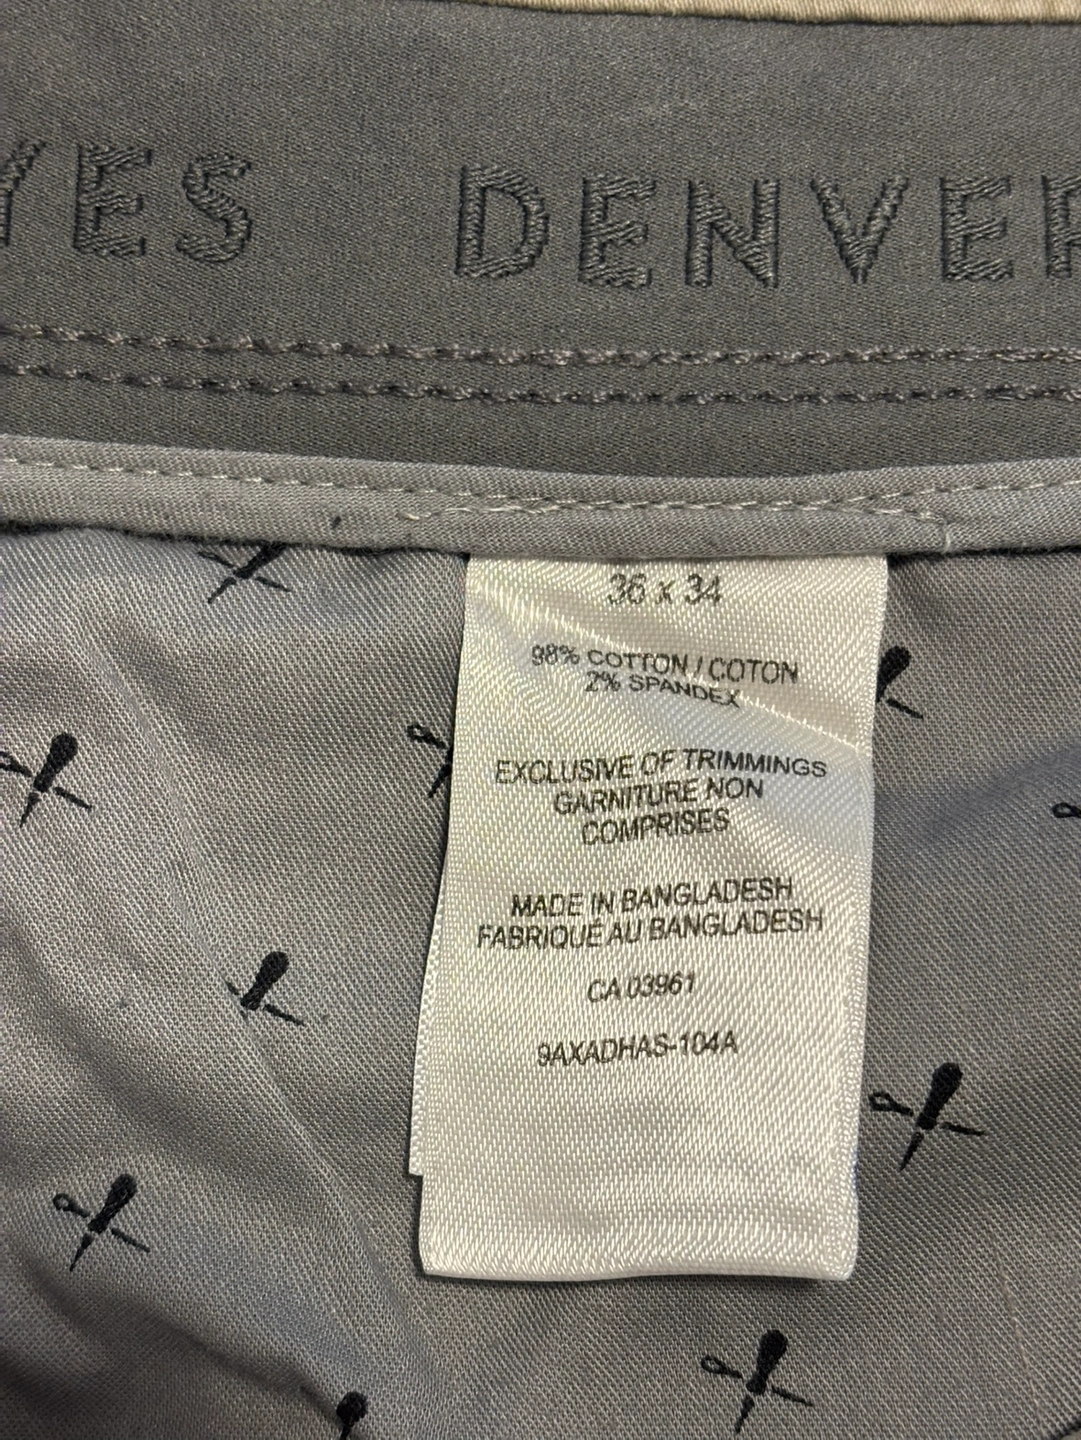 YES DENVER
36 x 34
98% COTTON / COTON
2% SPANDEX
EXCLUSIVE OF TRIMMINGS
GARNITURE NON
COMPRISES
MADE IN BANGLADESH
FABRIQUÉ AU BANGLADESH
CA 03961
9AXADHAS-104A